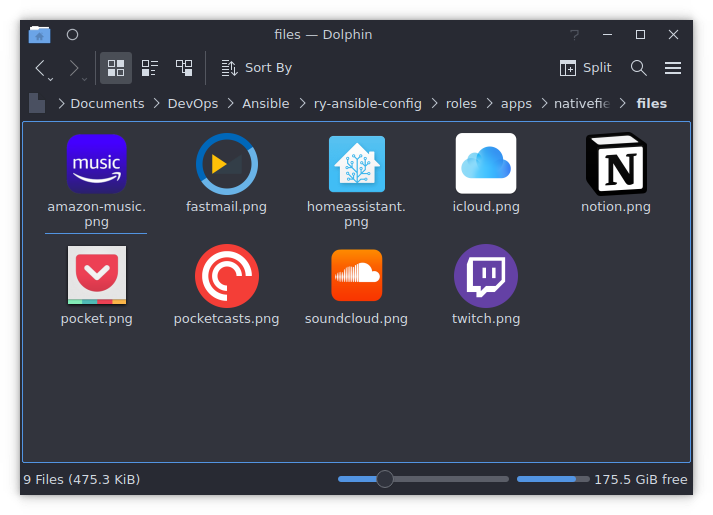 files — Dolphin
Sort By
Split
Documents
DevOps
Ansible
ry-ansible-config
roles
apps
nativefie
files
music
N
amazon-music.
png
fastmail.png
homeassistant.
png
icloud.png
notion.png
pocket.png
pocketcasts.png
soundcloud.png
twitch.png
9 Files (475.3 KiB)
175.5 GiB free